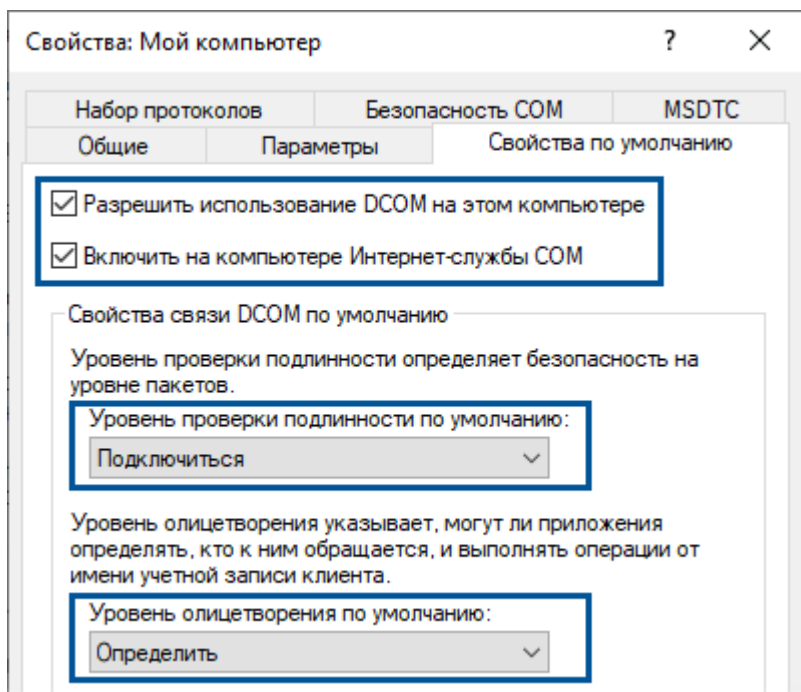 Свойства: Мой компьютер ?
Набор протоколов Безопасность COM MSDTC
Общие Параметры Свойства по умолчанию
Разрешить использование DCOM на этом компьютере
Включить на компьютере Интернет-службы COM
Свойства связи DCOM по умолчанию
Уровень проверки подлинности определяет безопасность на
уровне пакетов.
Уровень проверки подлинности по умолчанию:
Подключиться
Уровень олицетворения указывает, могут ли приложения
определять, кто к ним обращается, и выполнять операции от
имени учетной записи клиента.
Уровень олицетворения по умолчанию:
Определить